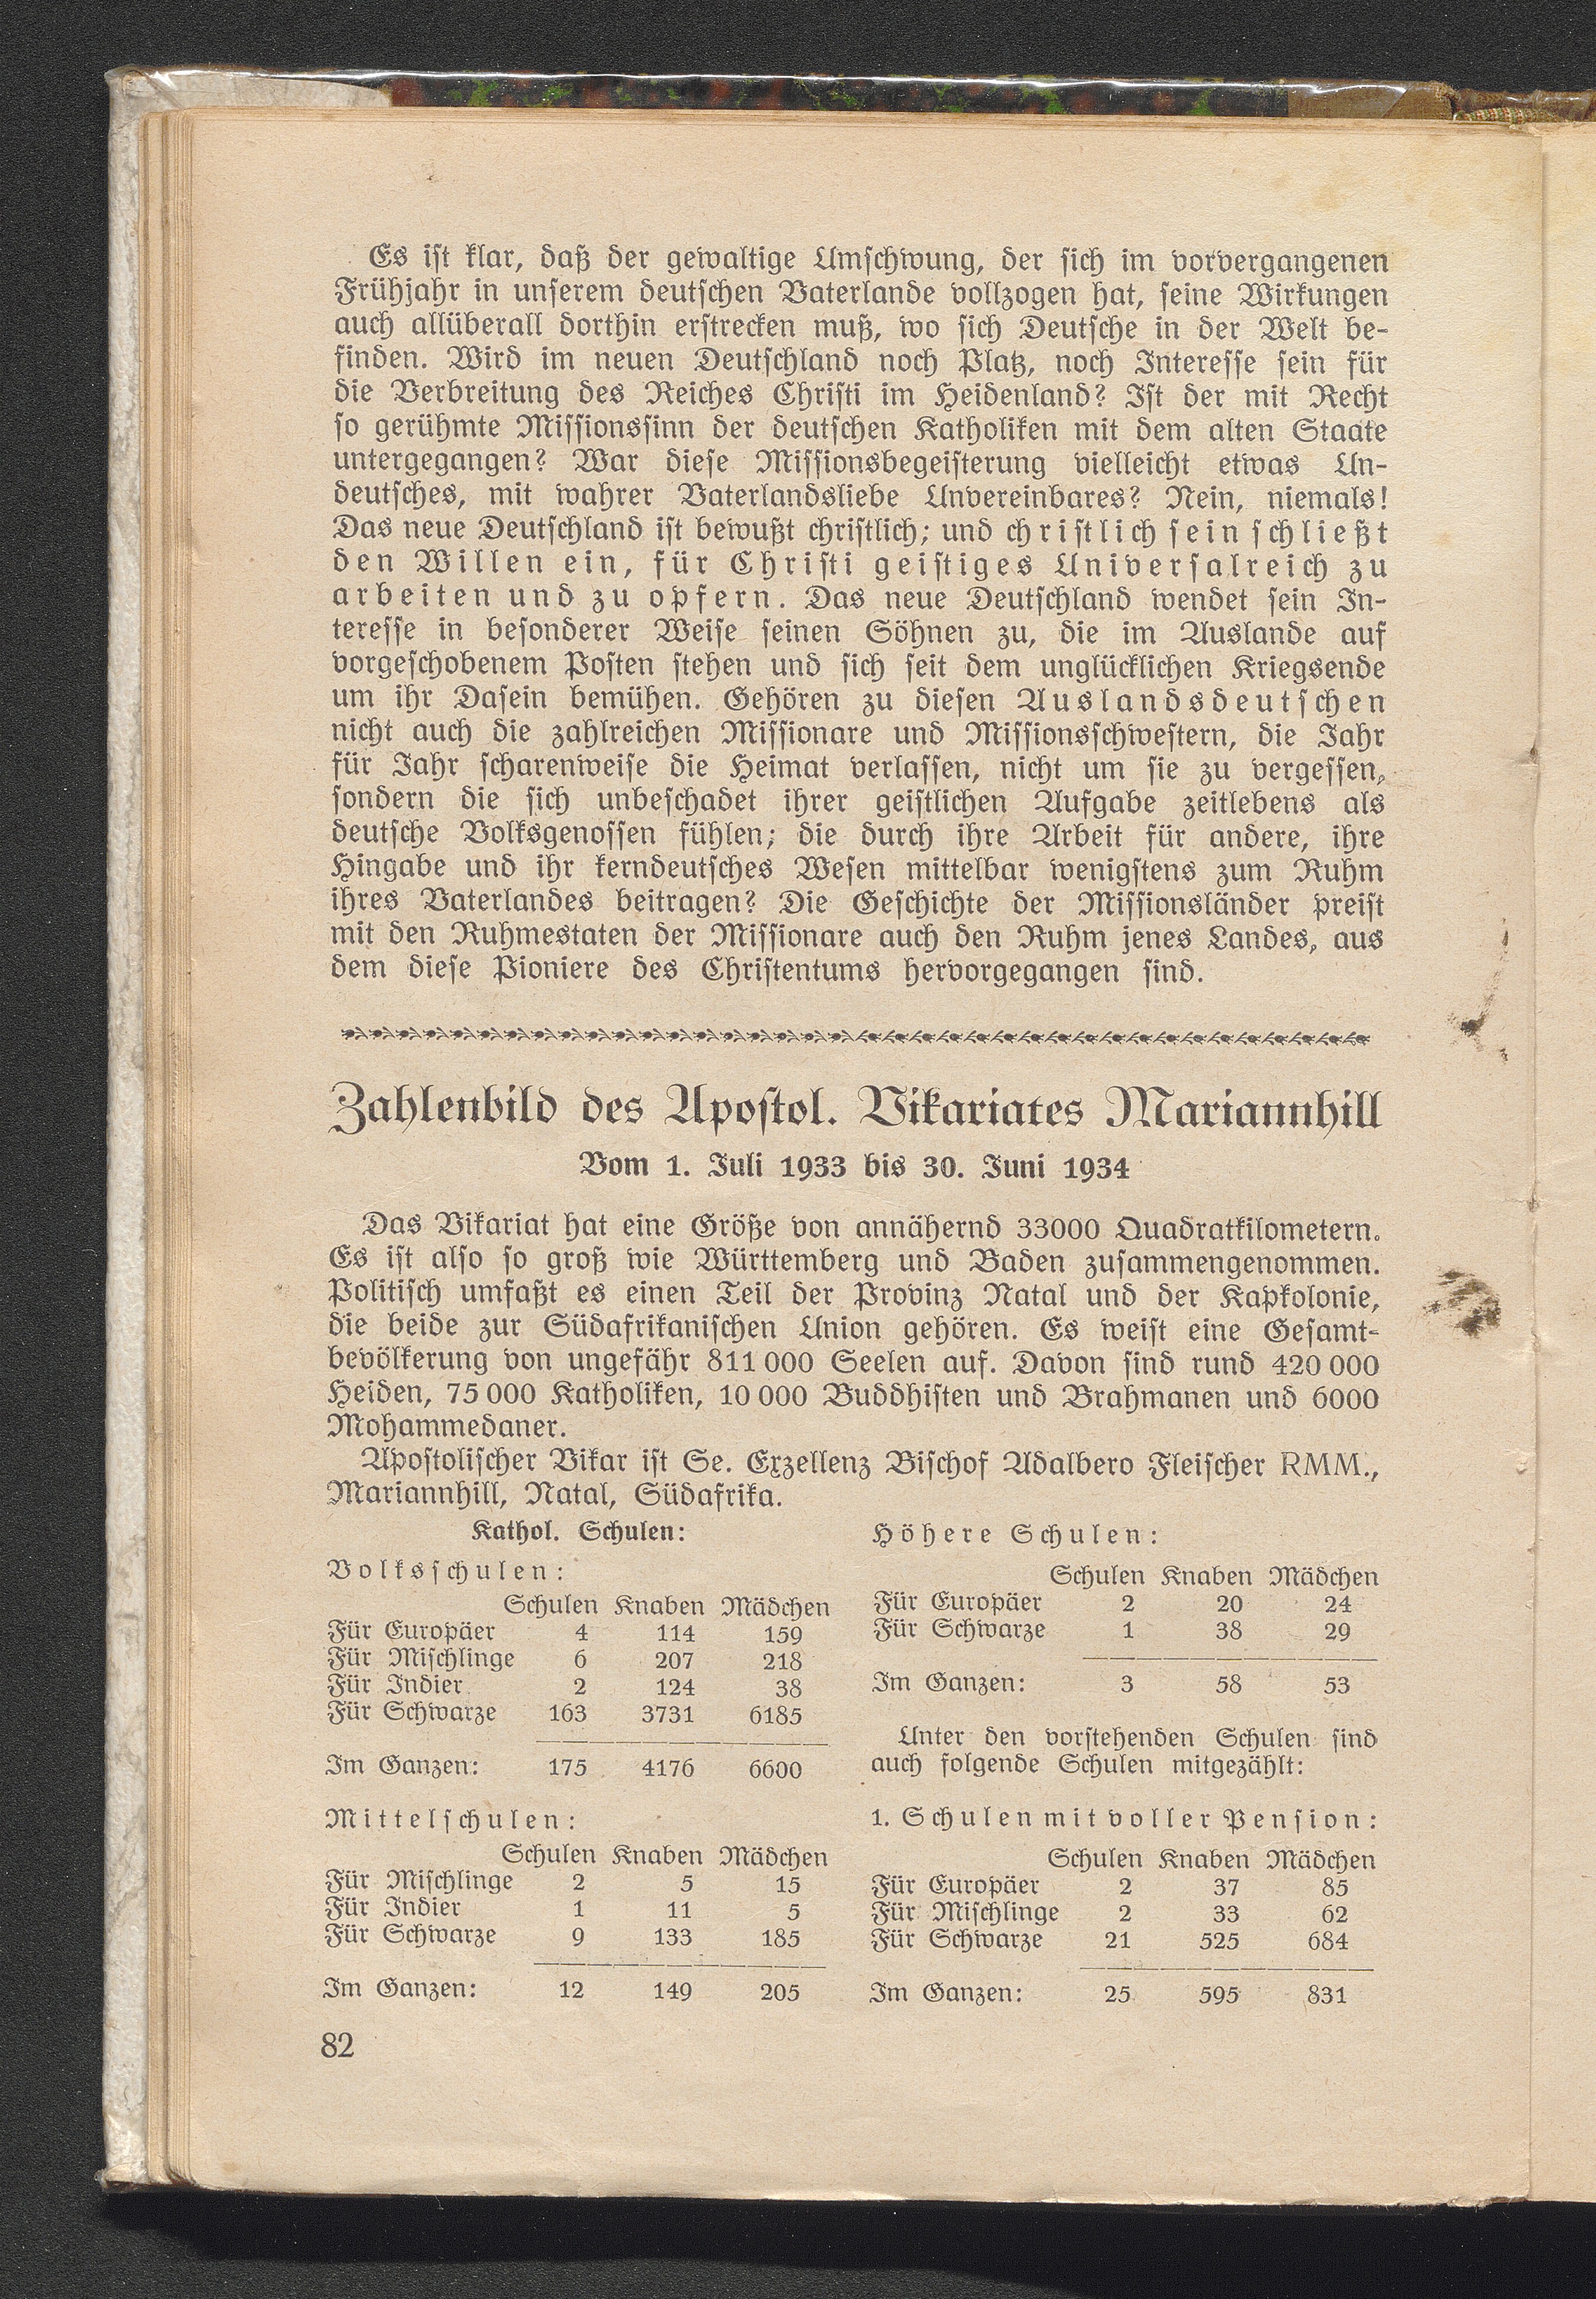 Es ist klar, daß der gewaltige Umschwung, der sich im vorvergangenen
Frühjahr in unserem deutschen Vaterlande vollzogen hat, seine Wirkungen
auch allüberall dorthin erstrecken muß, wo sich Deutsche in der Welt be-
finden. Wird im neuen Deutschland noch Platz, noch Interesse sein für
die Verbreitung des Reiches Christi im Heidenland? Ist der mit Recht
so gerühmte Missionssinn der deutschen Katholiken mit dem alten Staate
untergegangen? War diese Missionsbegeisterung vielleicht etwas Un-
deutsches, mit wahrer Vaterlandsliebe Unvereinbares? Nein, niemals!
Das neue Deutschland ist bewußt christlich; und christlich sein schließt
den Willen ein, für Christi geistiges Universalreich zu
arbeiten und zu opfern. Das neue Deutschland wendet sein In-
teresse in besonderer Weise seinen Söhnen zu, die im Auslande auf
vorgeschobenem Posten stehen und sich seit dem unglücklichen Kriegsende
um ihr Dasein bemühen. Gehören zu diesen Auslandsdeutschen
nicht auch die zahlreichen Missionare und Missionsschwestern, die Jahr
für Jahr scharenweise die Heimat verlassen, nicht um sie zu vergessen,
sondern die sich unbeschadet ihrer geistlichen Aufgabe zeitlebens als
deutsche Volksgenossen fühlen; die durch ihre Arbeit für andere, ihre
Hingabe und ihr kerndeutsches Wesen mittelbar wenigstens zum Ruhm
ihres Vaterlandes beitragen? Die Geschichte der Missionsländer preist
mit den Ruhmestaten der Missionare auch den Ruhm jenes Landes, aus
dem diese Pioniere des Christentums hervorgegangen sind.
Zahlenbild des Apostol. Vikariates Mariannhill
Vom 1. Juli 1933 bis 30. Juni 1934
Das Vikariat hat eine Größe von annähernd 33000 Quadratkilometern.
Es ist also so groß wie Württemberg und Baden zusammengenommen.
Politisch umfaßt es einen Teil der Provinz Natal und der Kapkolonie,
die beide zur Südafrikanischen Union gehören. Es weist eine Gesamt-
bevölkerung von ungefähr 811 000 Seelen auf. Davon sind rund 420 000
Heiden, 75 000 Katholiken, 10 000 Buddhisten und Brahmanen und 6000
Mohammedaner.
Apostolischer Vikar ist Se. Exzellenz Bischof Adalbero Fleischer RMM.,
Mariannhill, Natal, Südafrika.
Kathol. Schulen:
Volksschulen:
Schulen Knaben Mädchen
Für Europäer 4 114 159
Für Mischlinge 6 207 218
Für Indier 2 124 38
Für Schwarze 163 3731 6185
Im Ganzen: 175 4176 6600
Mittelschulen:
Schulen Knaben Mädchen
Für Mischlinge 2 5 15
Für Indier 1 11 5
Für Schwarze 9 133 185
Im Ganzen: 12 149 205
Höhere Schulen:
Schulen Knaben Mädchen
Für Europäer 2 20 24
Für Schwarze 1 38 29
Im Ganzen: 3 58 53
Unter den vorstehenden Schulen sind
auch folgende Schulen mitgezählt:
1. Schulen mit voller Pension:
Schulen Knaben Mädchen
Für Europäer 2 37 85
Für Mischlinge 2 33 62
Für Schwarze 21 525 684
Im Ganzen: 25 595 831
82